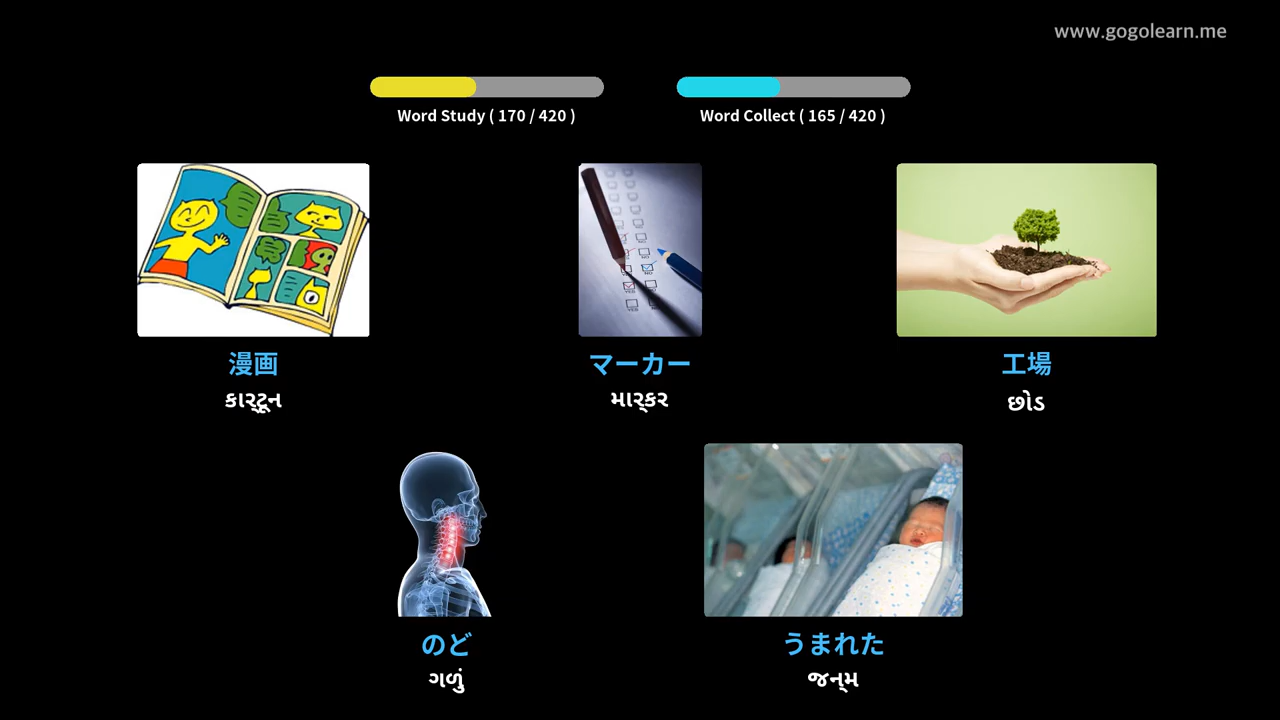 www.gogolearn.me
Word Study ( 170 / 420 )
Word Collect ( 165 / 420 )
漫画
કાર્ટૂન
マーカー
માર્કર
工場
છોડ
のど
ગળું
うまれた
જન્મ